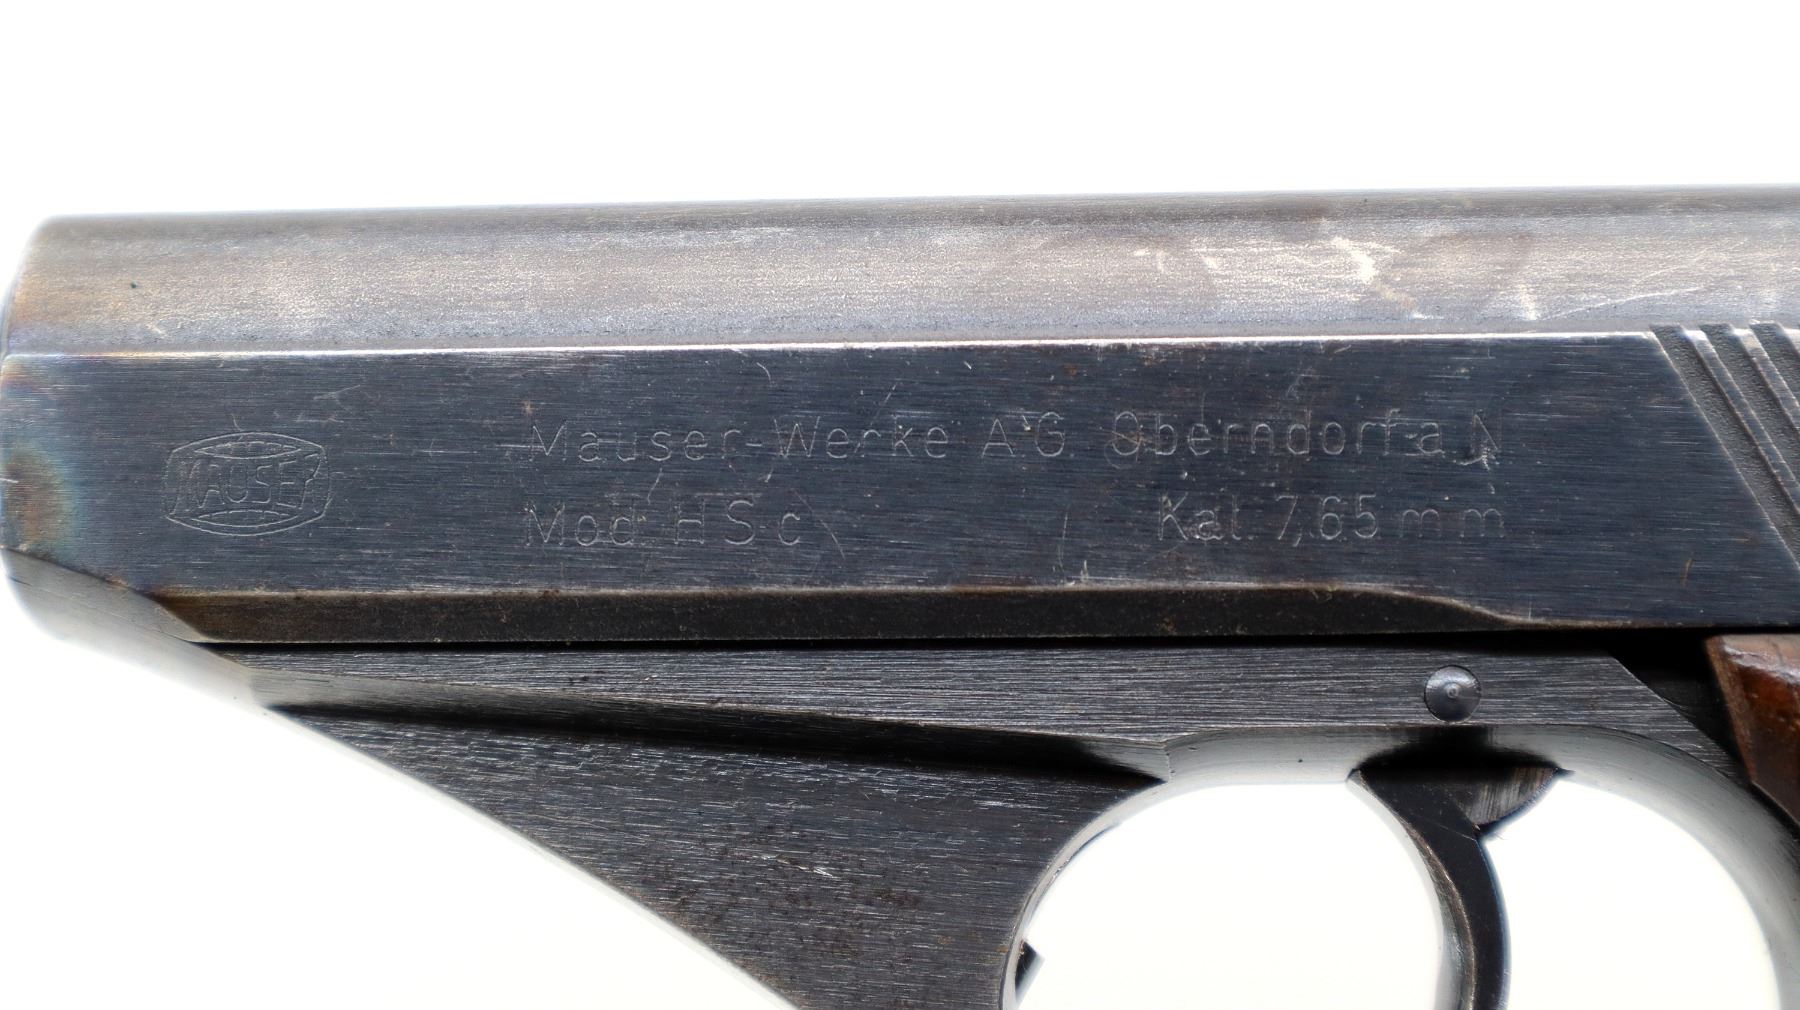 MAUSER
Mauser-Werke A.G. Oberndorf a. N
Mod. HSc Kal. 7,65 mm